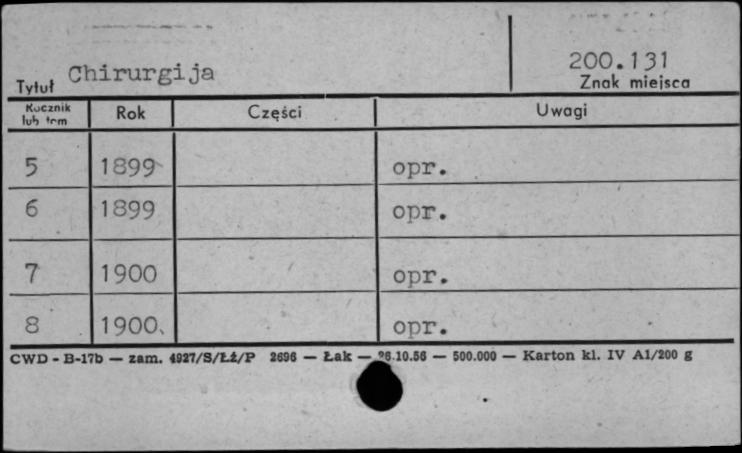 200.131
Tytuł Chirurgija
Znak miejsca
Rocznik lub tom Rok Części Uwagi
5 1899 opr.
6 1899 opr.
7 1900 opr.
8 1900. opr.
CWD - B-17b — zam. 4927/S/ŁŻ/P 2696 — Łak — 26.10.56 — 500.000 — Karton kl. IV A1/200 g